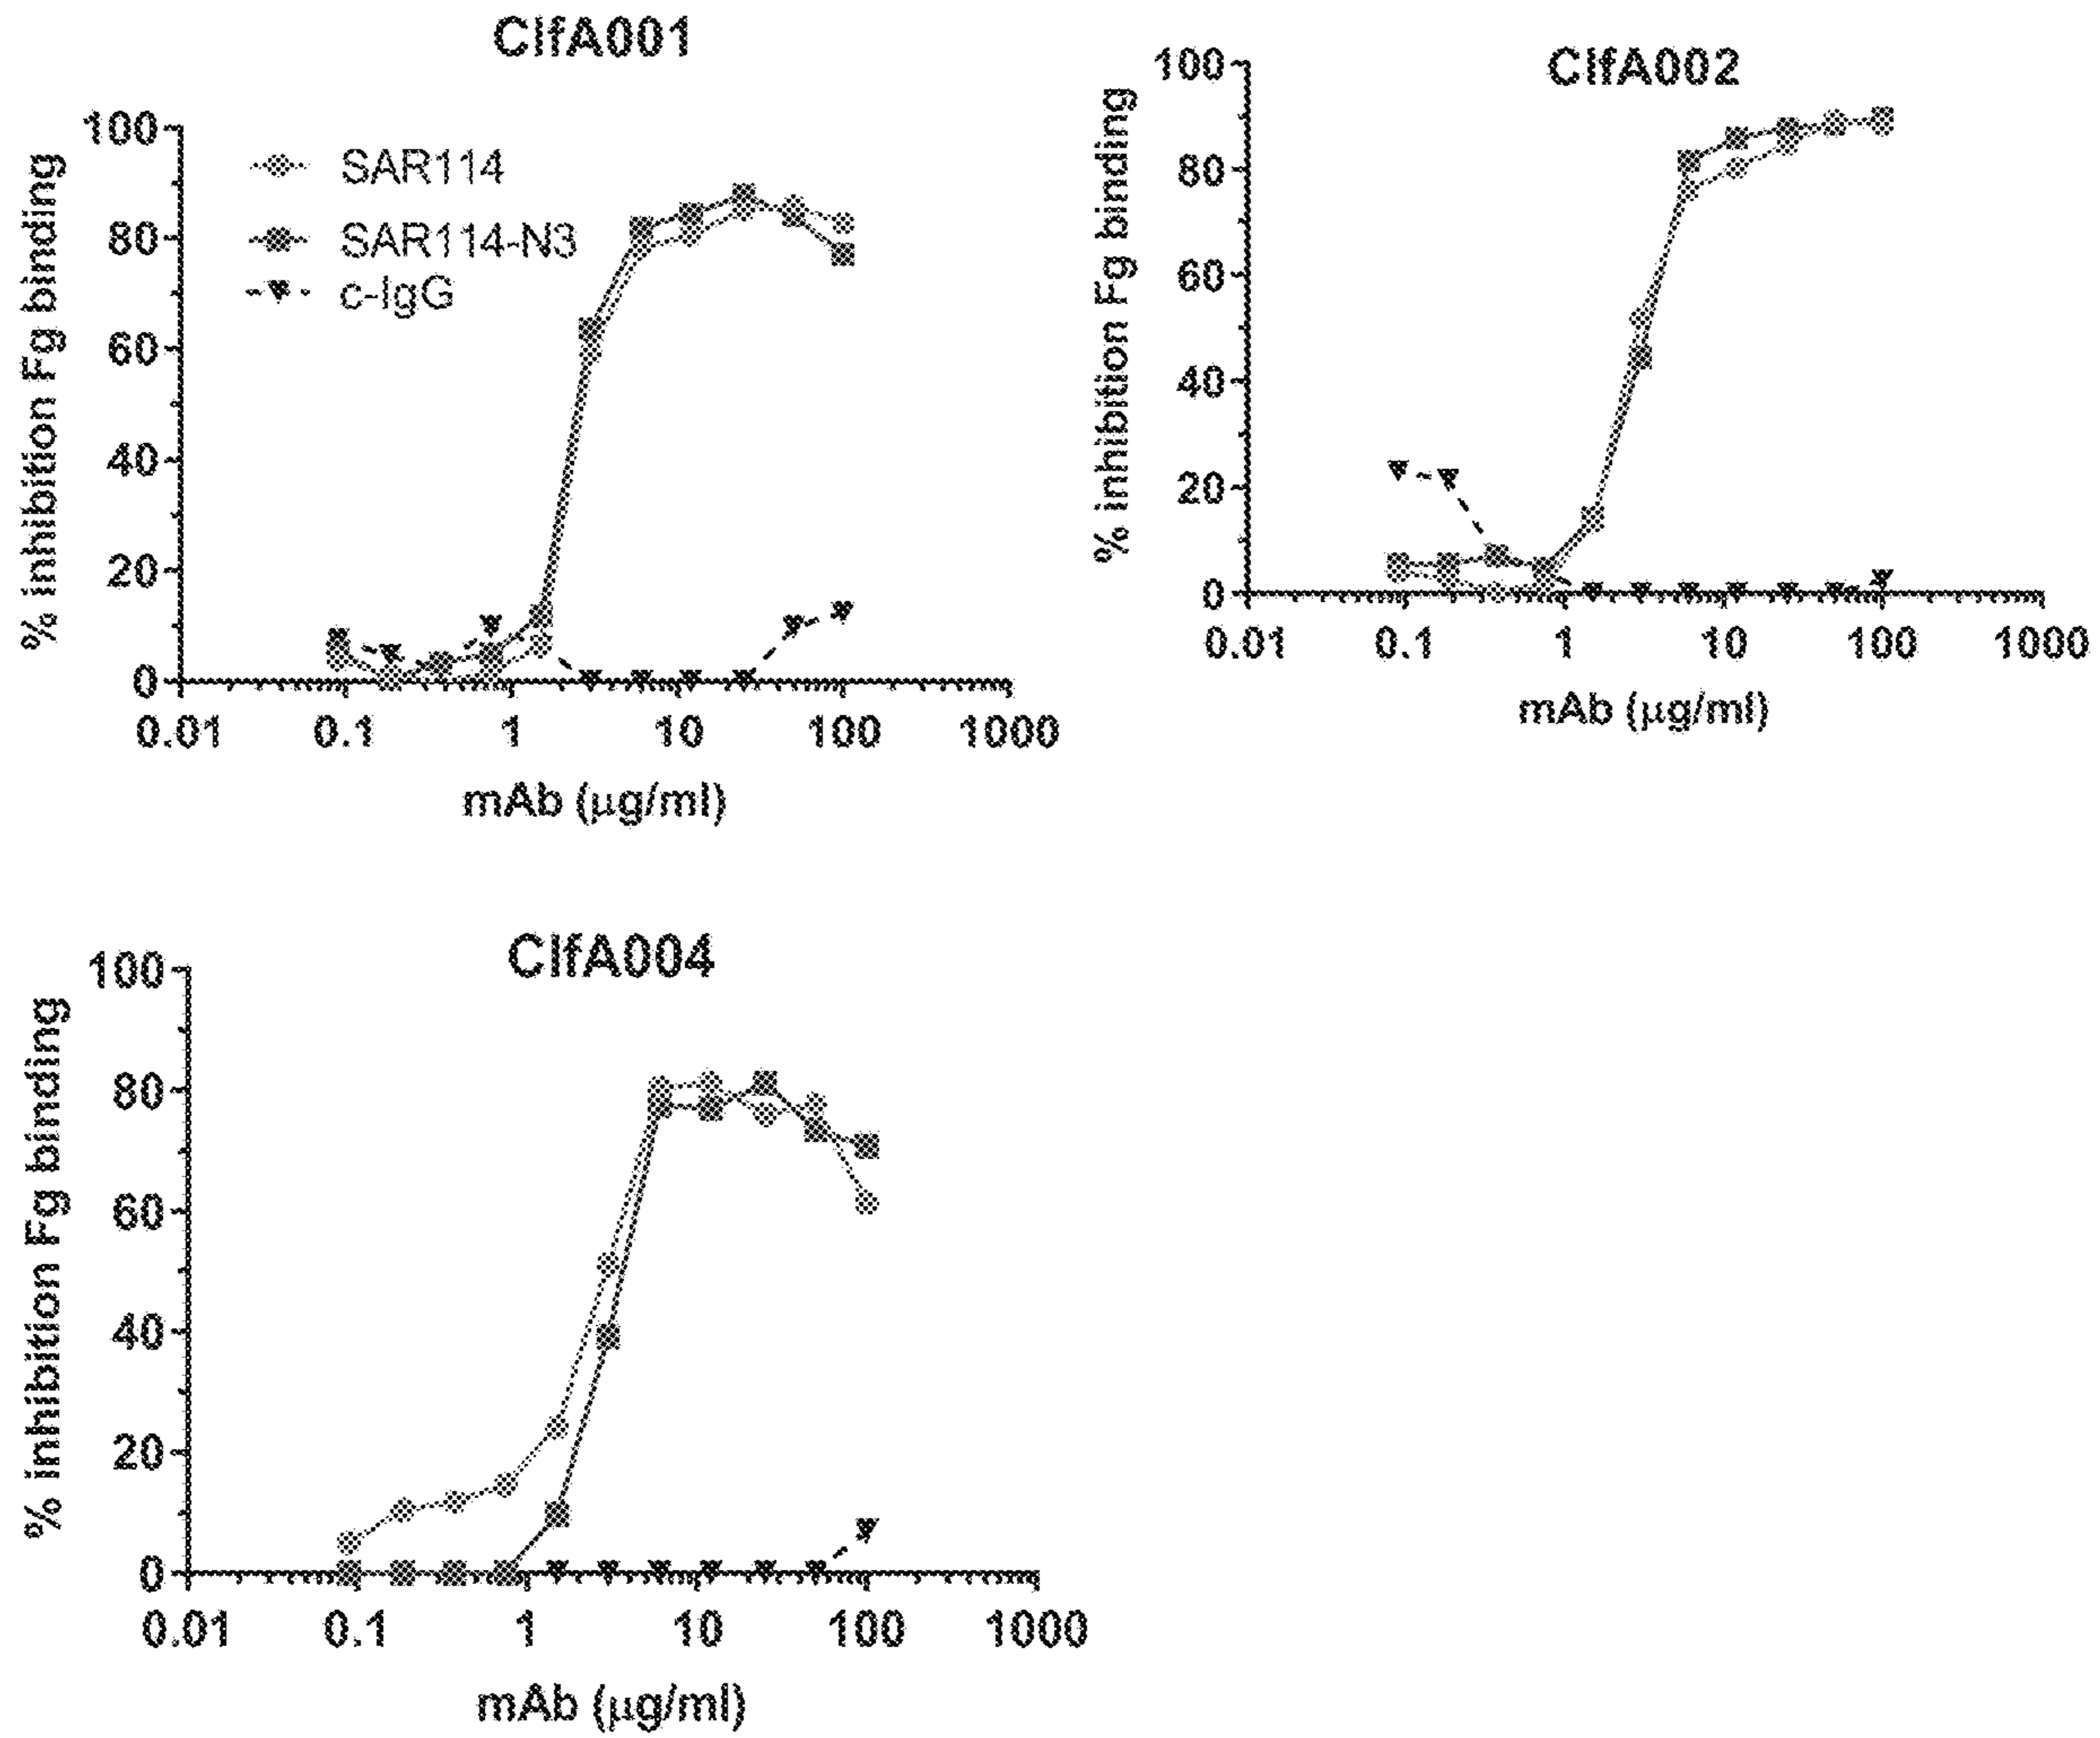 ClfA001
% inhibition Fg binding
100
80
60
40
20
0
SAR114
SAR114-N3
c-IgG
0.01 0.1 1 10 100 1000
mAb (µg/ml)
ClfA002
% inhibition Fg binding
100
80
60
40
20
0
0.01 0.1 1 10 100 1000
mAb (µg/ml)
ClfA004
% inhibition Fg binding
100
80
60
40
20
0
0.01 0.1 1 10 100 1000
mAb (µg/ml)